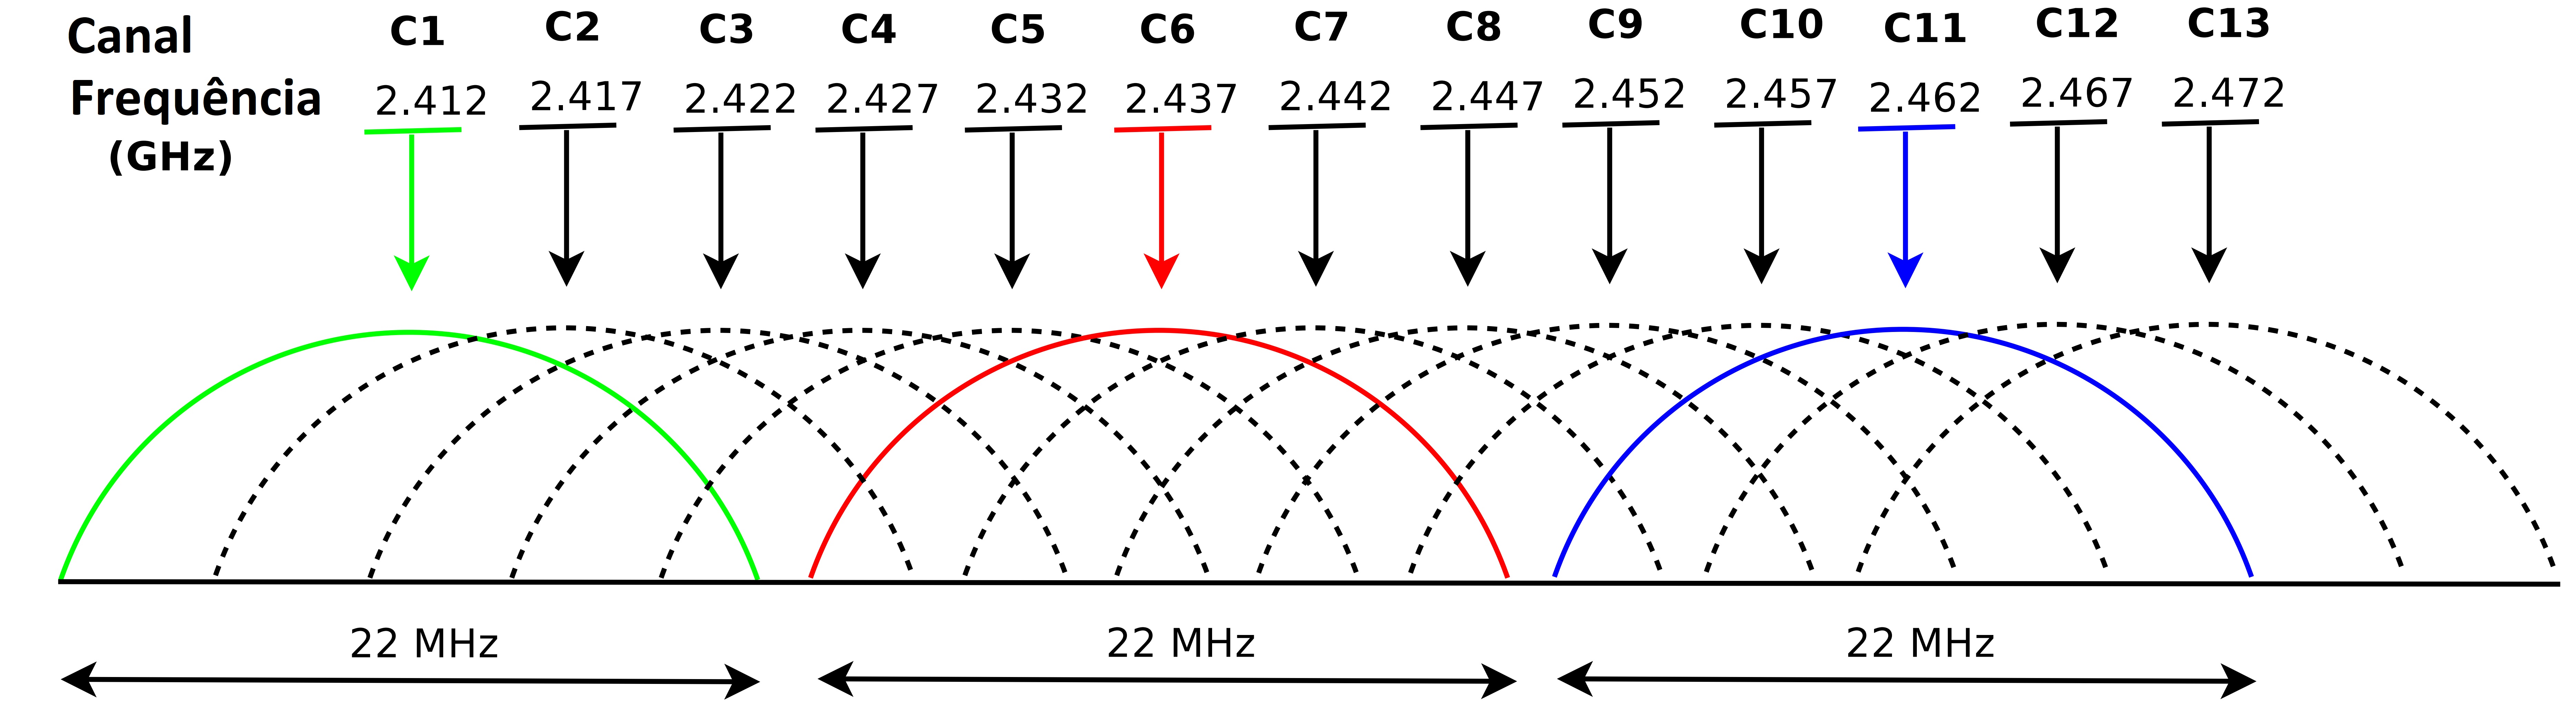 Canal C1 C2 C3 C4 C5 C6 C7 C8 C9 C10 C11 C12 C13
Frequência 2.412 2.417 2.422 2.427 2.432 2.437 2.442 2.447 2.452 2.457 2.462 2.467 2.472
(GHz)
22 MHz 22 MHz 22 MHz